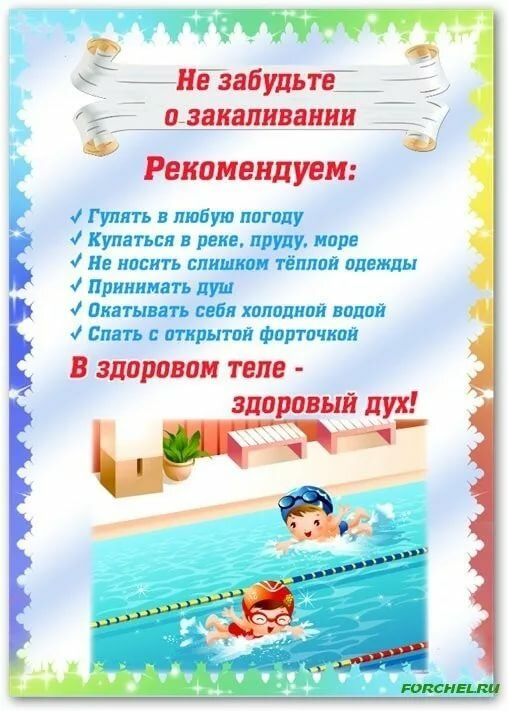 Не забудьте
о закаливании
Рекомендуем:
✓ Гулять в любую погоду
✓ Купаться в реке, пруду, море
✓ Не носить слишком тёплой одежды
✓ Принимать душ
✓ Окатывать себя холодной водой
✓ Спать с открытой форточкой
В здоровом теле -
здоровый дух!
FORCHEL.RU